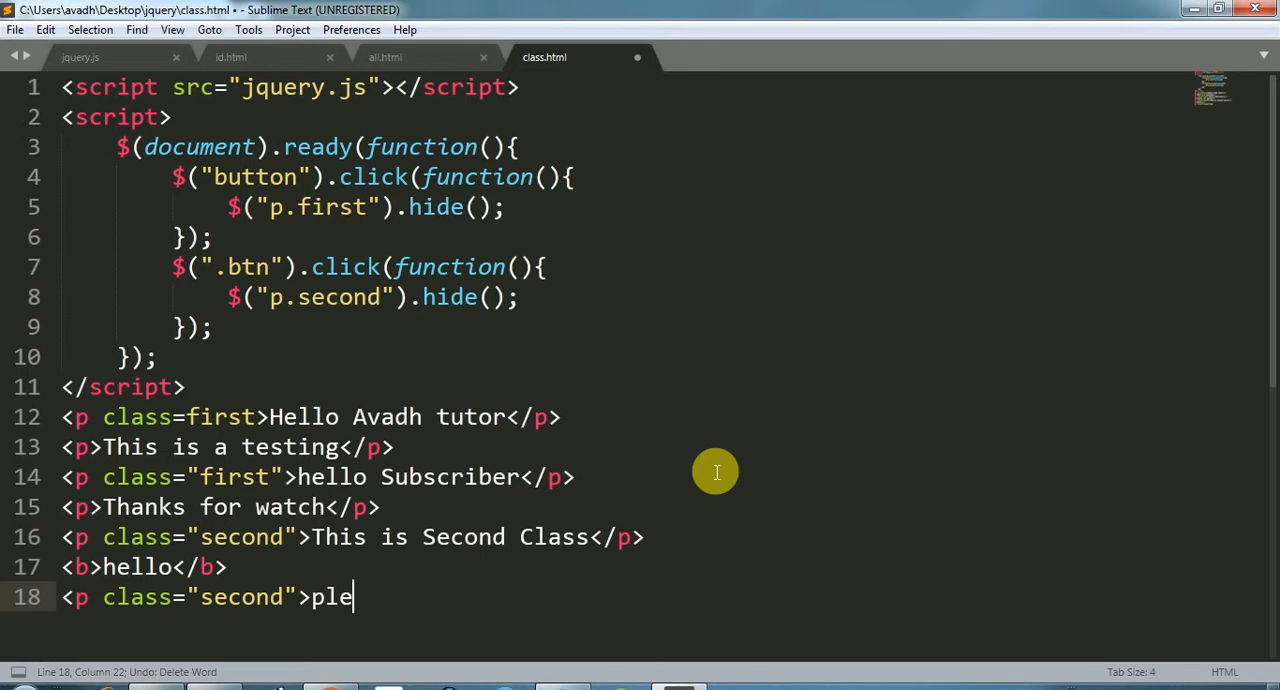 C:\Users\avadh\Desktop\jquery\class.html • - Sublime Text (UNREGISTERED)
File Edit Selection Find View Goto Tools Project Preferences Help
jquery.js id.html all.html class.html
1 <script src="jquery.js"></script>
2 <script>
3 $(document).ready(function(){
4 $("button").click(function(){
5 $("p.first").hide();
6 });
7 $(".btn").click(function(){
8 $("p.second").hide();
9 });
10 });
11 </script>
12 <p class=first>Hello Avadh tutor</p>
13 <p>This is a testing</p>
14 <p class="first">hello Subscriber</p>
15 <p>Thanks for watch</p>
16 <p class="second">This is Second Class</p>
17 <b>hello</b>
18 <p class="second">ple
Line 18, Column 22; Undo: Delete Word Tab Size: 4 HTML